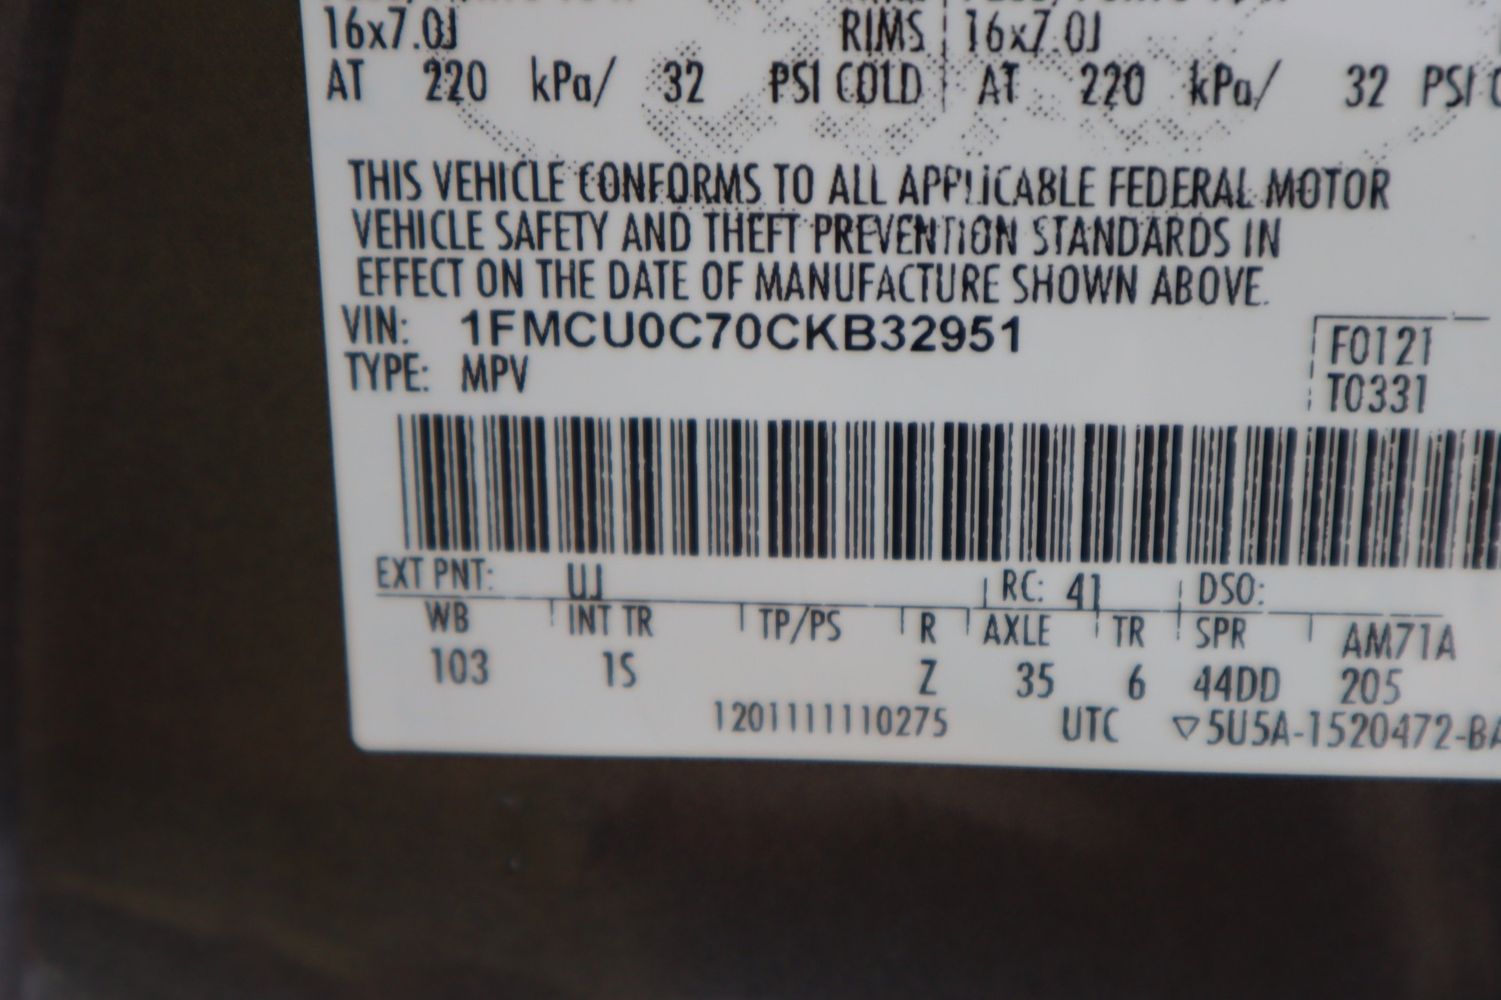 16x7.0J RIMS 16x7.0J
AT 220 kPa/ 32 PSI COLD AT 220 kPa/ 32 PSI C
THIS VEHICLE CONFORMS TO ALL APPLICABLE FEDERAL MOTOR
VEHICLE SAFETY AND THEFT PREVENTION STANDARDS IN
EFFECT ON THE DATE OF MANUFACTURE SHOWN ABOVE.
VIN: 1FMCU0C70CKB32951
TYPE: MPV
F0121
T0331
EXT PNT: UJ RC: 41 DSO:
WB INT TR TP/PS R AXLE TR SPR AM71A
103 1S Z 35 6 44DD 205
1201111110275 UTC ▽5U5A-1520472-BA